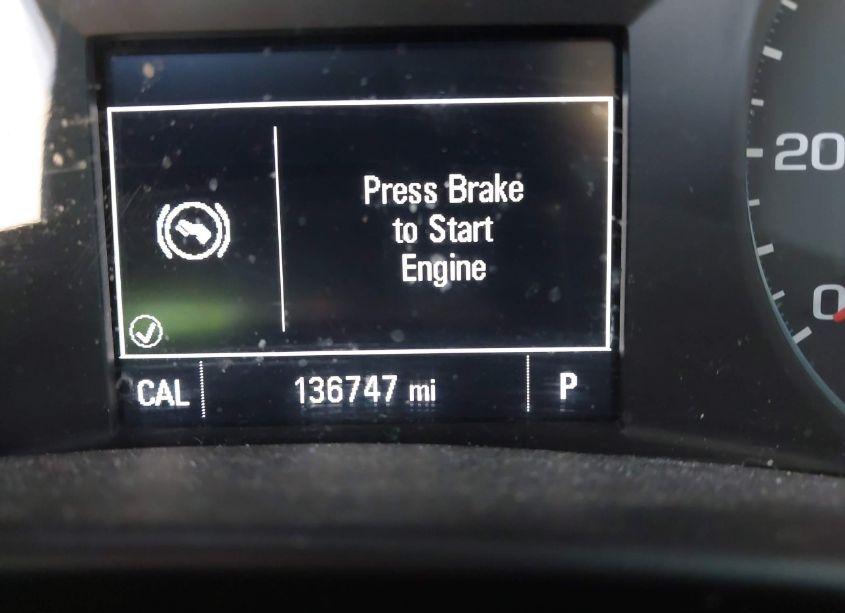 Press Brake
to Start
Engine
CAL 136747 mi P
20
0